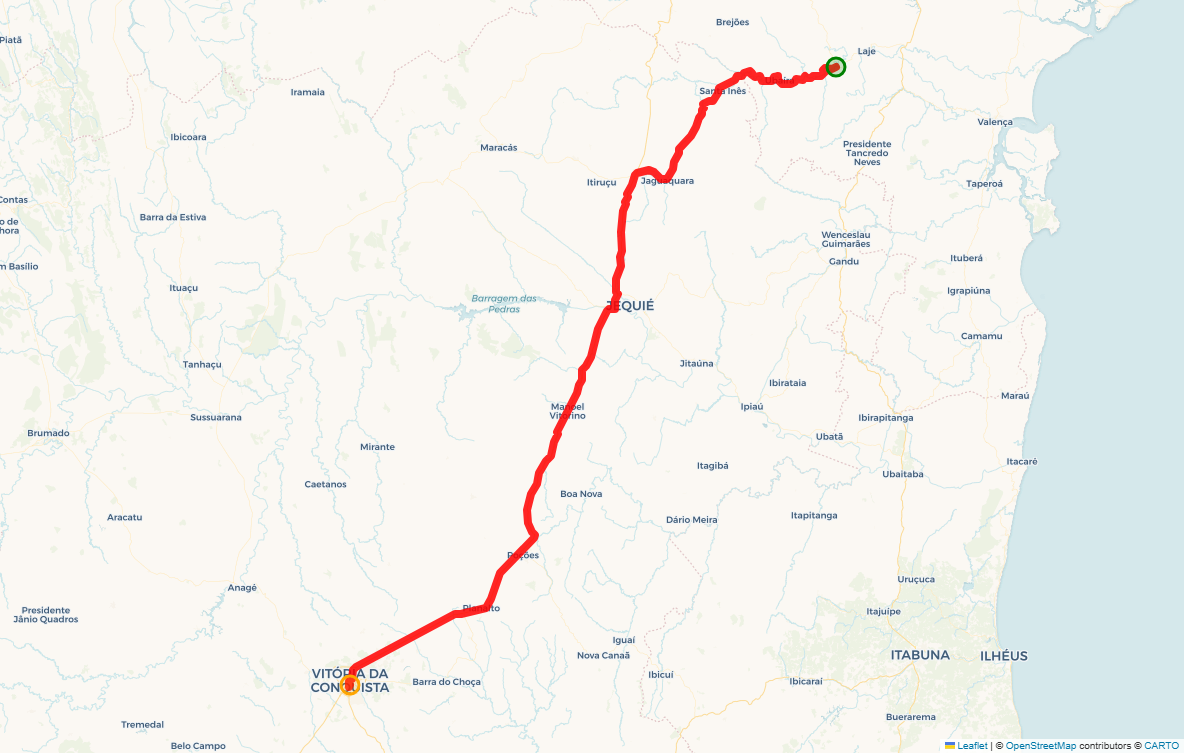 Brejões
Piatã
Laje
Iramaia
Santa Inês
Valença
Ibicoara
Maracás
Presidente
Tancredo
Neves
Itiruçu
Jaguaquara
Taperoá
Contas
Barra da Estiva
Wenceslau
Guimarães
Gandu
Ituberá
m Basílio
Ituaçu
Igrapiúna
Barragem das
Pedras
JEQUIÉ
Camamu
Tanhaçu
Jitaúna
Ibirataia
Maraú
Manoel
Vitorino
Ipiaú
Sussuarana
Ibirapitanga
Brumado
Mirante
Ubatã
Itacaré
Itagibá
Ubaitaba
Caetanos
Boa Nova
Aracatu
Dário Meira
Itapitanga
Poções
Uruçuca
Anagé
Presidente
Jânio Quadros
Planalto
Itajuípe
Iguaí
Nova Canaã
ITABUNA
ILHÉUS
VITÓRIA DA
CONQUISTA
Barra do Choça
Ibicuí
Ibicaraí
Buerarema
Tremedal
Belo Campo
Leaflet | © OpenStreetMap contributors © CARTO